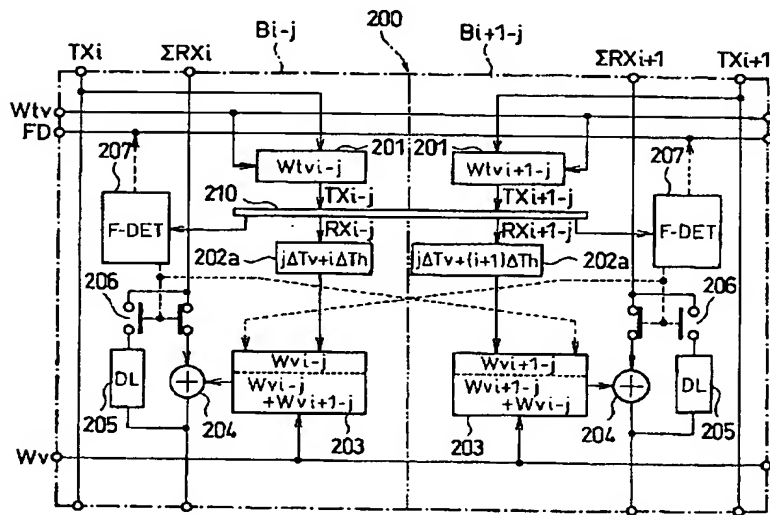 Bi-j 200 Bi+1-j
TXi ΣRXi ΣRXi+1 TXi+1
Wtv
FD
207 201 201 207
Wtvi-j Wtvi+1-j
210 TXi-j TXi+1-j
F-DET RXi-j RXi+1-j F-DET
202a jΔTv+iΔTh jΔTv+(i+1)ΔTh 202a
206 206
Wvi-j Wvi+1-j
DL Wvi-j Wvi+1-j DL
+Wvi+1-j +Wvi-j
205 204 203 203 204 205
Wv